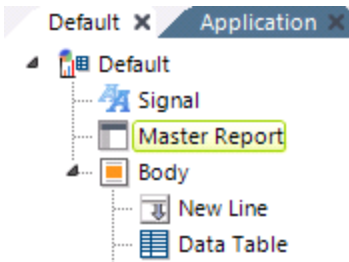 Default Application
Default
Signal
Master Report
Body
New Line
Data Table